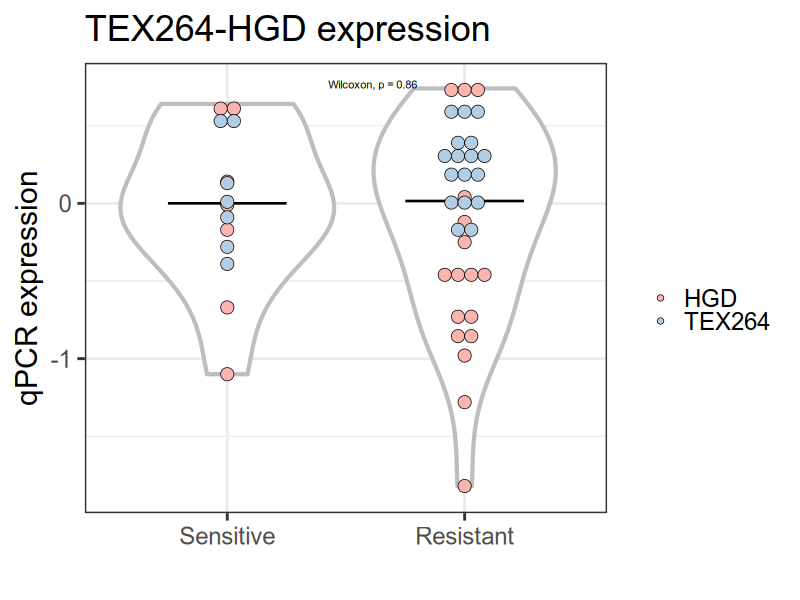 TEX264-HGD expression
Wilcoxon, p = 0.86
qPCR expression
0
-1
Sensitive
Resistant
HGD
TEX264